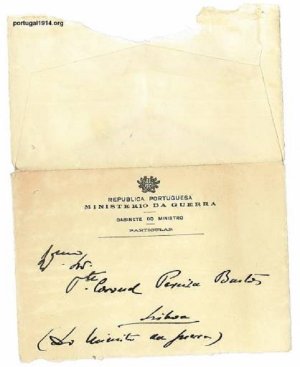 portugal1914.org
REPUBLICA PORTUGUESA
MINISTERIO DA GUERRA
GABINETE DO MINISTRO
PARTICULAR
Coronel Pereira Bastos
Lisboa
(Do Ministro da guerra)